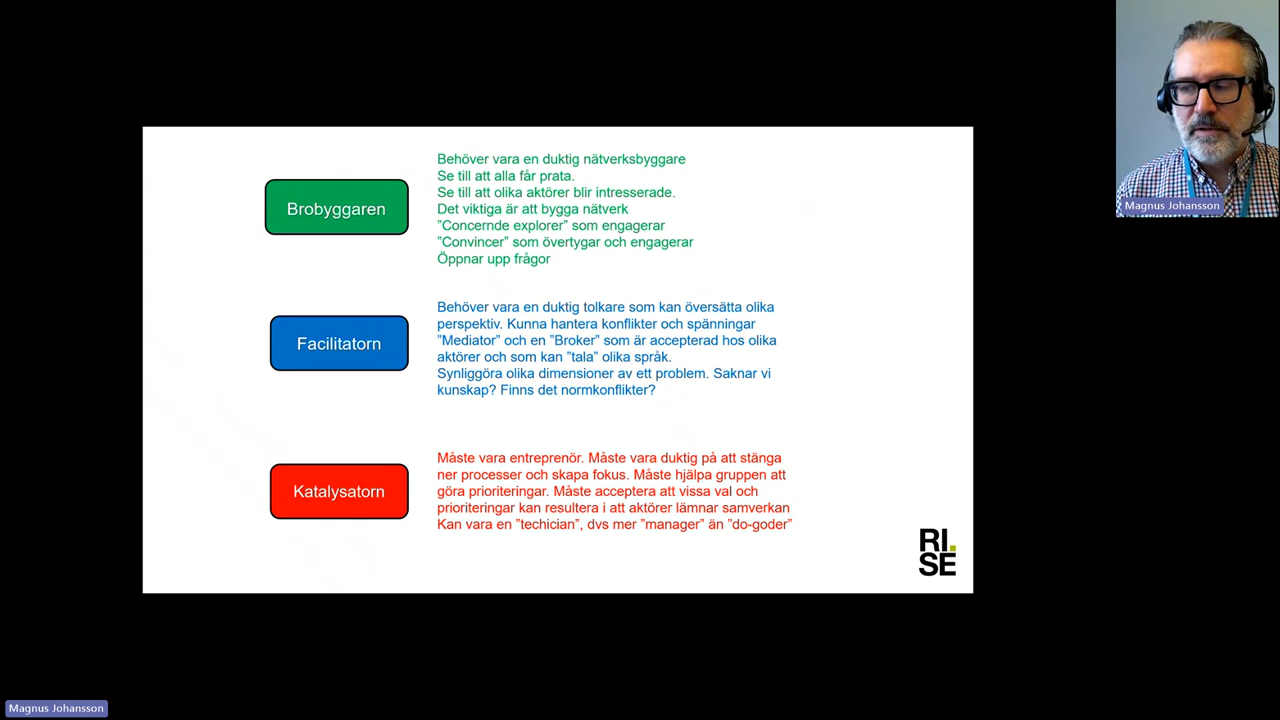 Magnus Johansson
Brobyggaren
Behöver vara en duktig nätverksbyggare
Se till att alla får prata.
Se till att olika aktörer blir intresserade.
Det viktiga är att bygga nätverk
”Concernde explorer” som engagerar
”Convincer” som övertygar och engagerar
Öppnar upp frågor
Facilitatorn
Behöver vara en duktig tolkare som kan översätta olika
perspektiv. Kunna hantera konflikter och spänningar
”Mediator” och en ”Broker” som är accepterad hos olika
aktörer och som kan ”tala” olika språk.
Synliggöra olika dimensioner av ett problem. Saknar vi
kunskap? Finns det normkonflikter?
Katalysatorn
Måste vara entreprenör. Måste vara duktig på att stänga
ner processer och skapa fokus. Måste hjälpa gruppen att
göra prioriteringar. Måste acceptera att vissa val och
prioriteringar kan resultera i att aktörer lämnar samverkan
Kan vara en ”techician”, dvs mer ”manager” än ”do-goder”
RI.
SE
Magnus Johansson